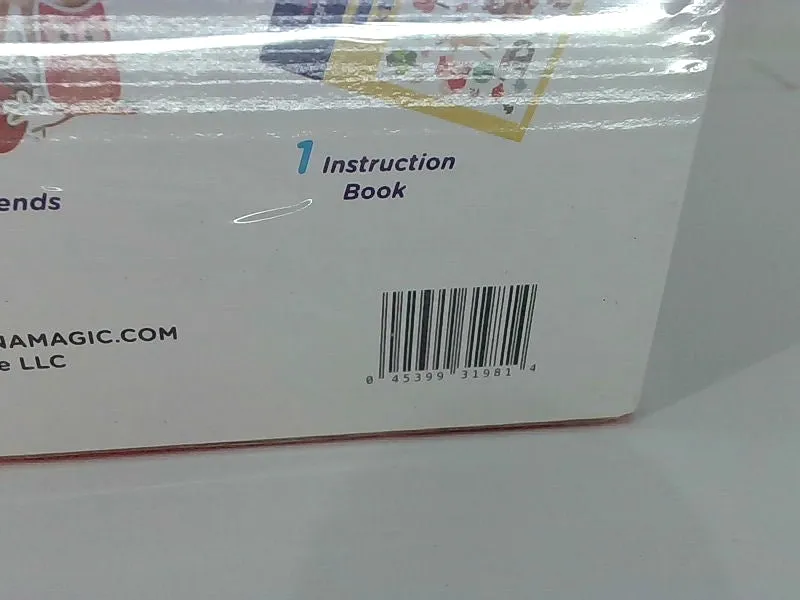 1 Instruction
Book
ends
NAMAGIC.COM
e LLC
0 45399 31981 4